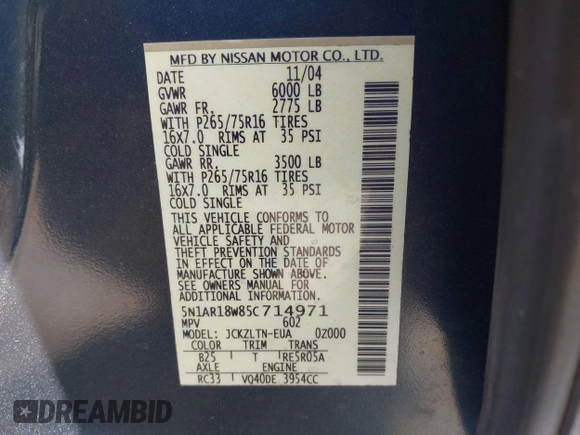 MFD BY NISSAN MOTOR CO., LTD.
DATE 11/04
GVWR 6000 LB
GAWR FR. 2775 LB
WITH P265/75R16 TIRES
16X7.0 RIMS AT 35 PSI
COLD SINGLE
GAWR RR. 3500 LB
WITH P265/75R16 TIRES
16X7.0 RIMS AT 35 PSI
COLD SINGLE
THIS VEHICLE CONFORMS TO
ALL APPLICABLE FEDERAL MOTOR
VEHICLE SAFETY AND
THEFT PREVENTION STANDARDS
IN EFFECT ON THE DATE OF
MANUFACTURE SHOWN ABOVE.
SEE OWNERS MANUAL FOR
ADDITIONAL INFORMATION.
5N1AR18W85C714971
MPV 602
MODEL: JCKZLTN-EUA 0Z000
COLOR TRIM TRANS
B25 T RE5R05A
AXLE ENGINE
RC33 VQ40DE 3954CC
DREAMBID